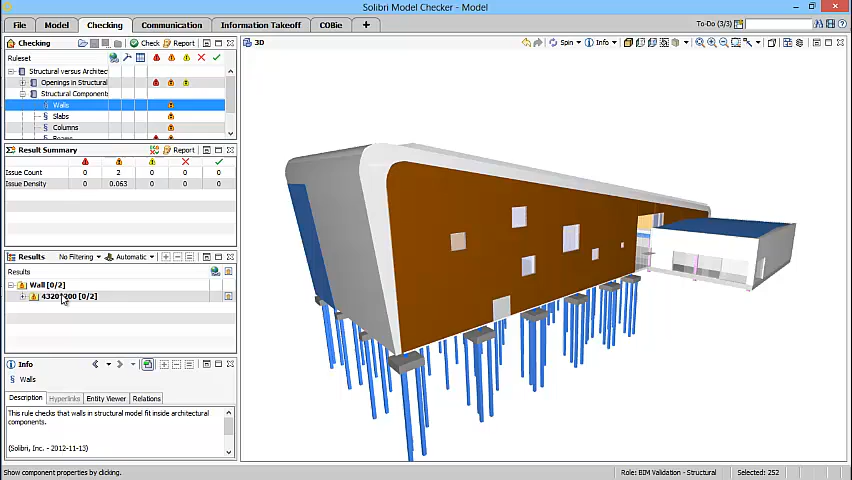 Solibri Model Checker - Model
File Model Checking Communication Information Takeoff COBie +
To-Do (3/3)
Checking Check Report
3D Spin Info
Ruleset
Structural versus Architec
Openings in Structural
Structural Components
Walls
Slabs
Columns
Beams
Result Summary Report
Issue Count 0 2 0 0 0
Issue Density 0 0.063 0 0 0
Results No Filtering Automatic
Results
Wall [0/2]
[0/2]
Info
Walls
Description Hyperlinks Entity Viewer Relations
This rule checks that walls in structural model fit inside architectural
components.
(Solibri, Inc. - 2012-11-13)
Show component properties by clicking.
Role: BIM Validation - Structural Selected: 252